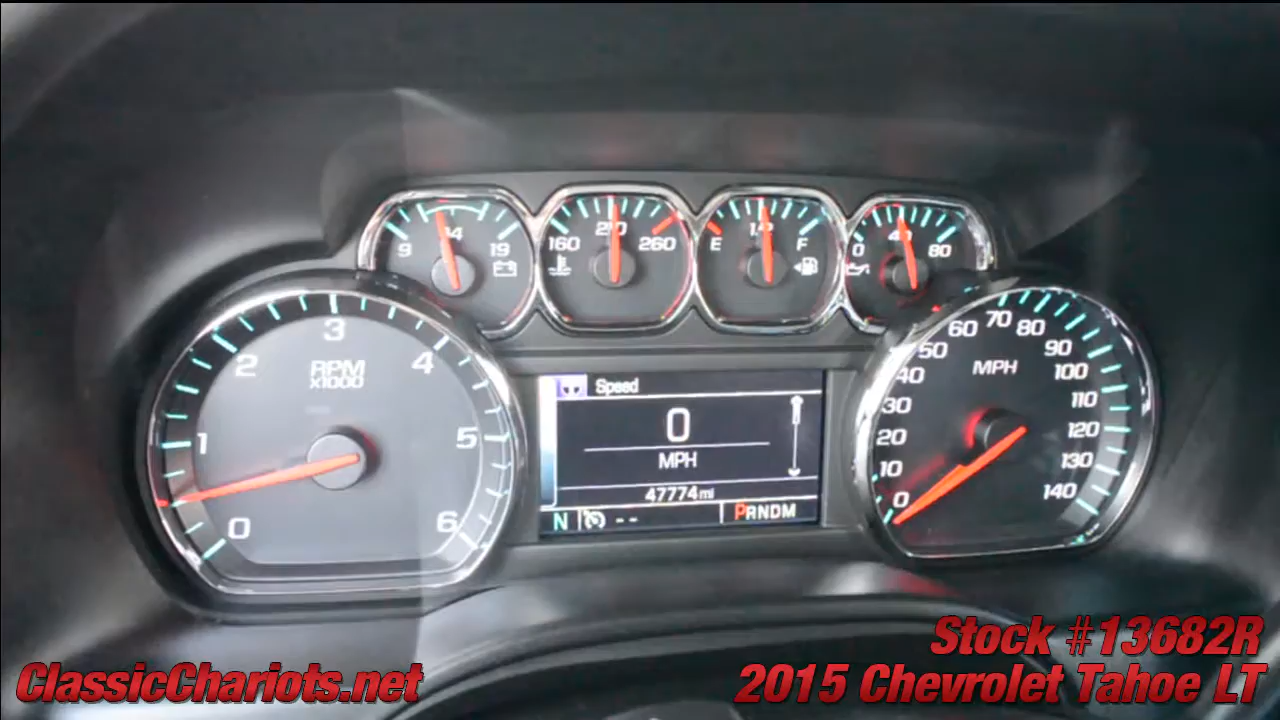 9 14 19
160 210 260
E 1/2 F
0 40 80
0 1 2 3 4 5 6
RPM
x1000
Speed
0
MPH
47774 mi
N -- PRNDM
0 10 20 30 40 50 60 70 80 90 100 110 120 130 140
MPH
Stock #13682R
ClassicChariots.net
2015 Chevrolet Tahoe LT